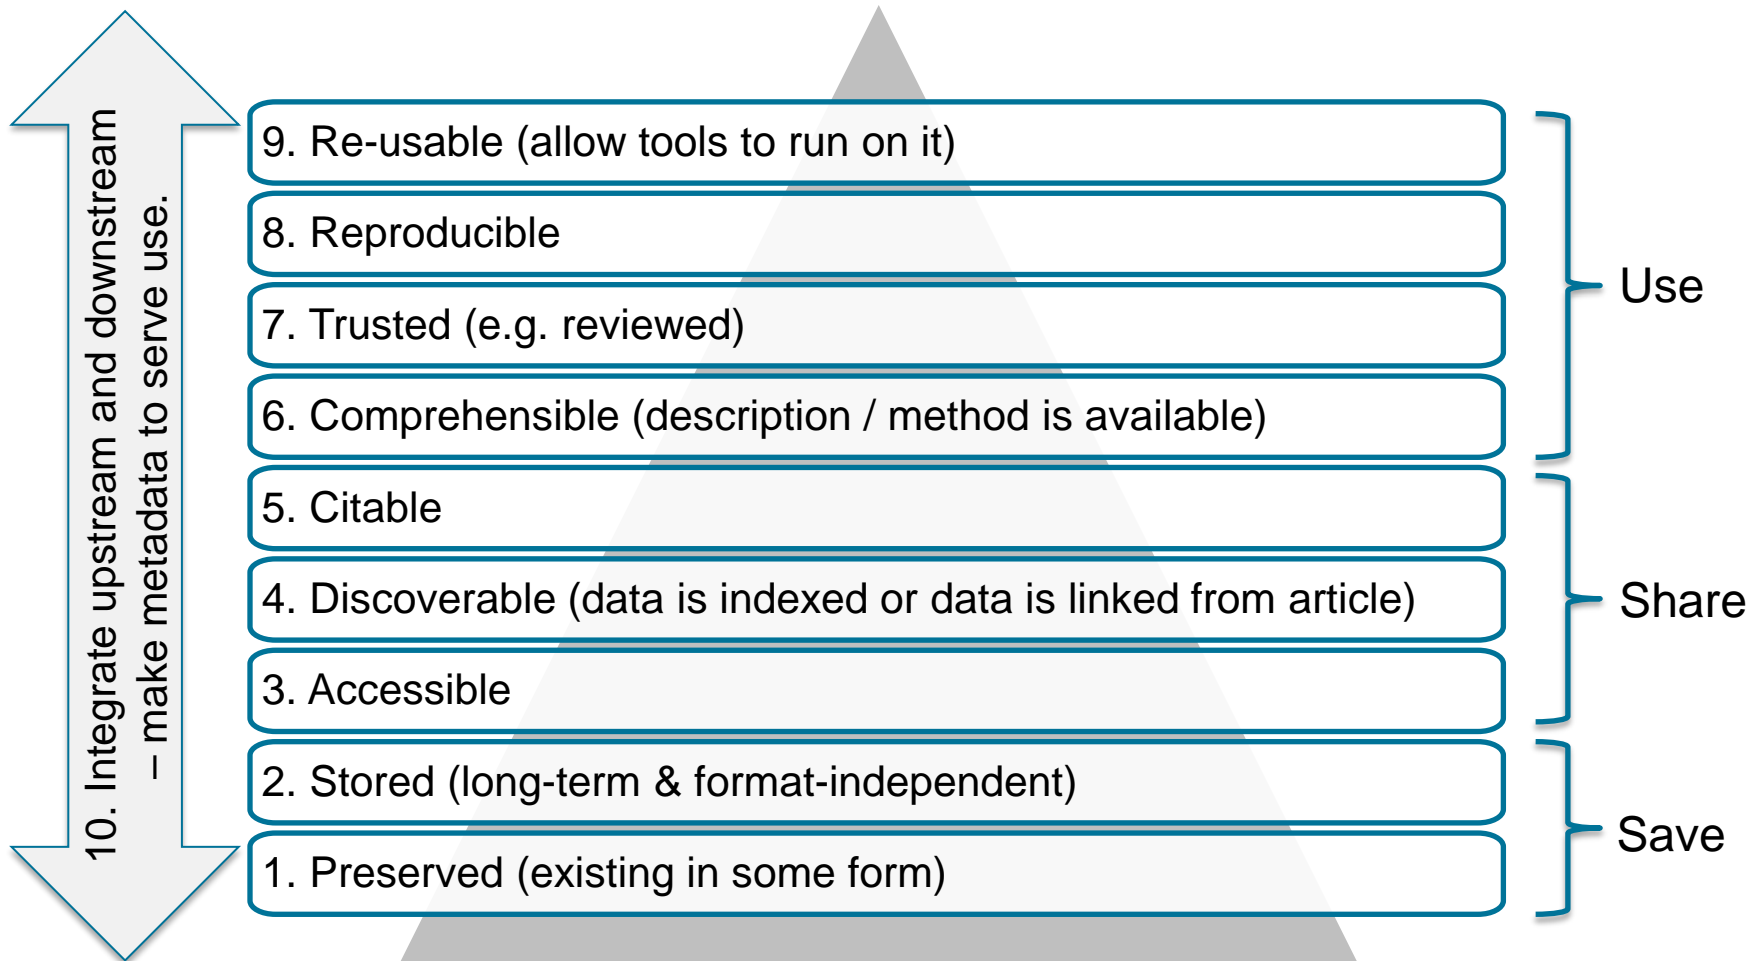 10. Integrate upstream and downstream
– make metadata to serve use.
9. Re-usable (allow tools to run on it)
8. Reproducible
7. Trusted (e.g. reviewed)
6. Comprehensible (description / method is available)
5. Citable
4. Discoverable (data is indexed or data is linked from article)
3. Accessible
2. Stored (long-term & format-independent)
1. Preserved (existing in some form)
Use
Share
Save